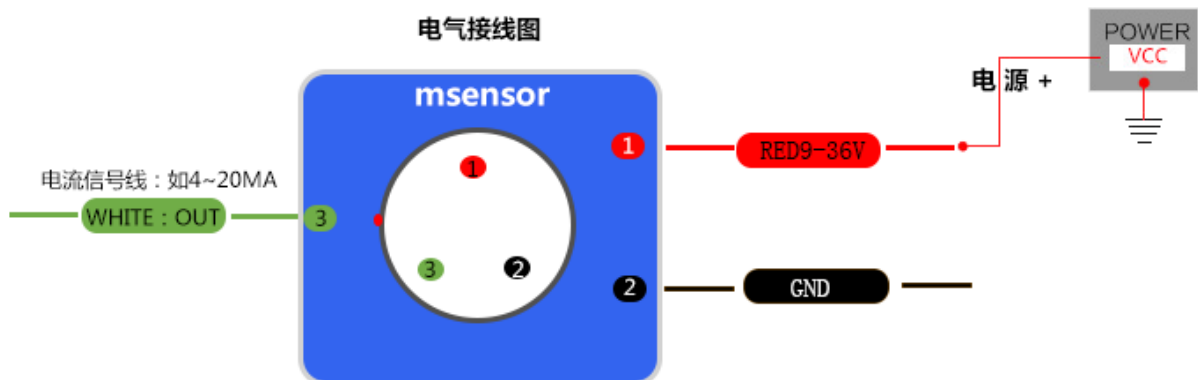 电气接线图
POWER
VCC
电 源 +
msensor
1
RED9-36V
1
电流信号线：如4~20MA
WHITE：OUT
3
3
2
2
GND